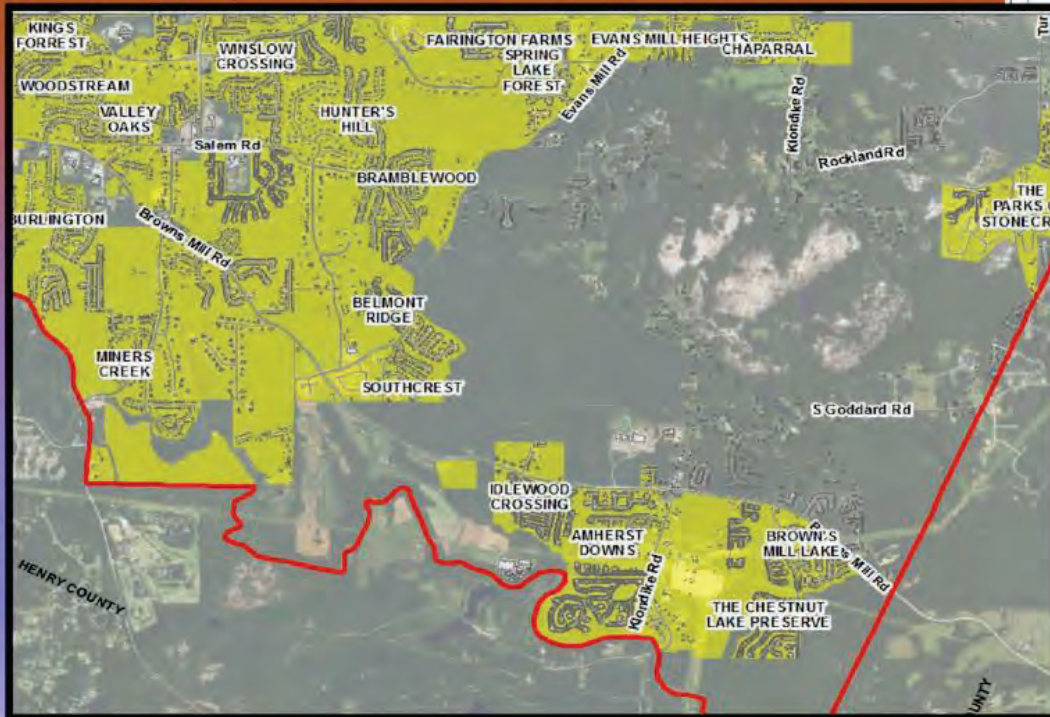 KINGS
FORREST
WINSLOW
CROSSING
FAIRINGTON FARMS
SPRING
LAKE
FOREST
EVANS MILL HEIGHTS
CHAPARRAL
Tur
WOODSTREAM
VALLEY
OAKS
HUNTER'S
HILL
Evans Mill Rd
Klondike Rd
Salem Rd
Rockland Rd
BRAMBLEWOOD
THE
PARKS
STONECR
BURLINGTON
Browns Mill Rd
BELMONT
RIDGE
MINERS
CREEK
SOUTHCREST
S Goddard Rd
IDLEWOOD
CROSSING
AMHERST
DOWNS
BROWN'S
MILL LAKE
Mill Rd
HENRY COUNTY
Klondike Rd
THE CHESTNUT
LAKE PRESERVE
OUNTY